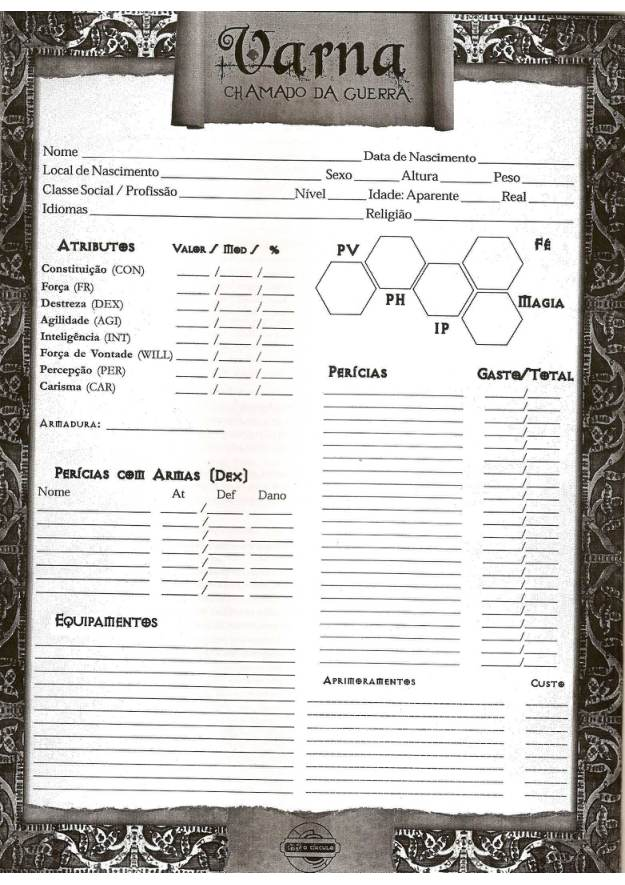 Varna
CHAMADO DA GUERRA
Nome Data de Nascimento
Local de Nascimento Sexo Altura Peso
Classe Social / Profissão Nível Idade: Aparente Real
Idiomas Religião
ATRIBUTOS VALOR / MOD / %
Constituição (CON) / /
Força (FR) / /
Destreza (DEX) / /
Agilidade (AGI) / /
Inteligência (INT) / /
Força de Vontade (WILL) / /
Percepção (PER) / /
Carisma (CAR) / /
ARMADURA:
PERÍCIAS COM ARMAS (DEX)
Nome At Def Dano
EQUIPAMENTOS
PV FÉ
PH MAGIA
IP
PERÍCIAS GASTO/TOTAL
APRIMORAMENTOS CUSTO
O CÍRCULO